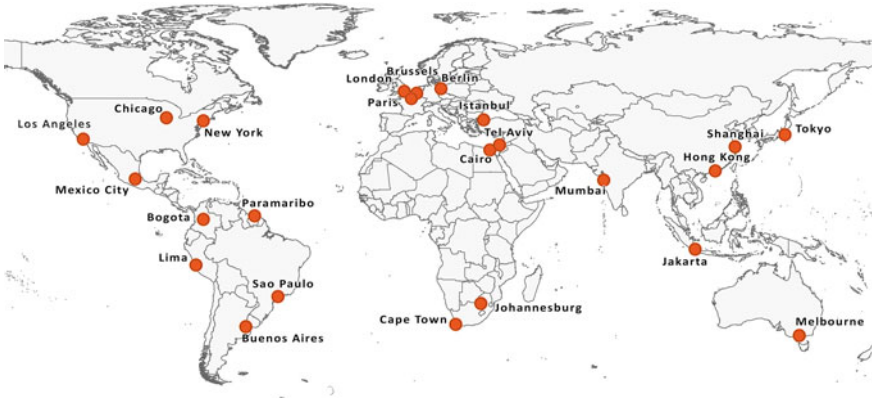 Brussels
London
Berlin
Paris
Istanbul
Chicago
New York
Los Angeles
Tel-Aviv
Cairo
Shanghai
Tokyo
Hong Kong
Mexico City
Mumbai
Paramaribo
Bogota
Lima
Jakarta
Sao Paulo
Johannesburg
Cape Town
Melbourne
Buenos Aires